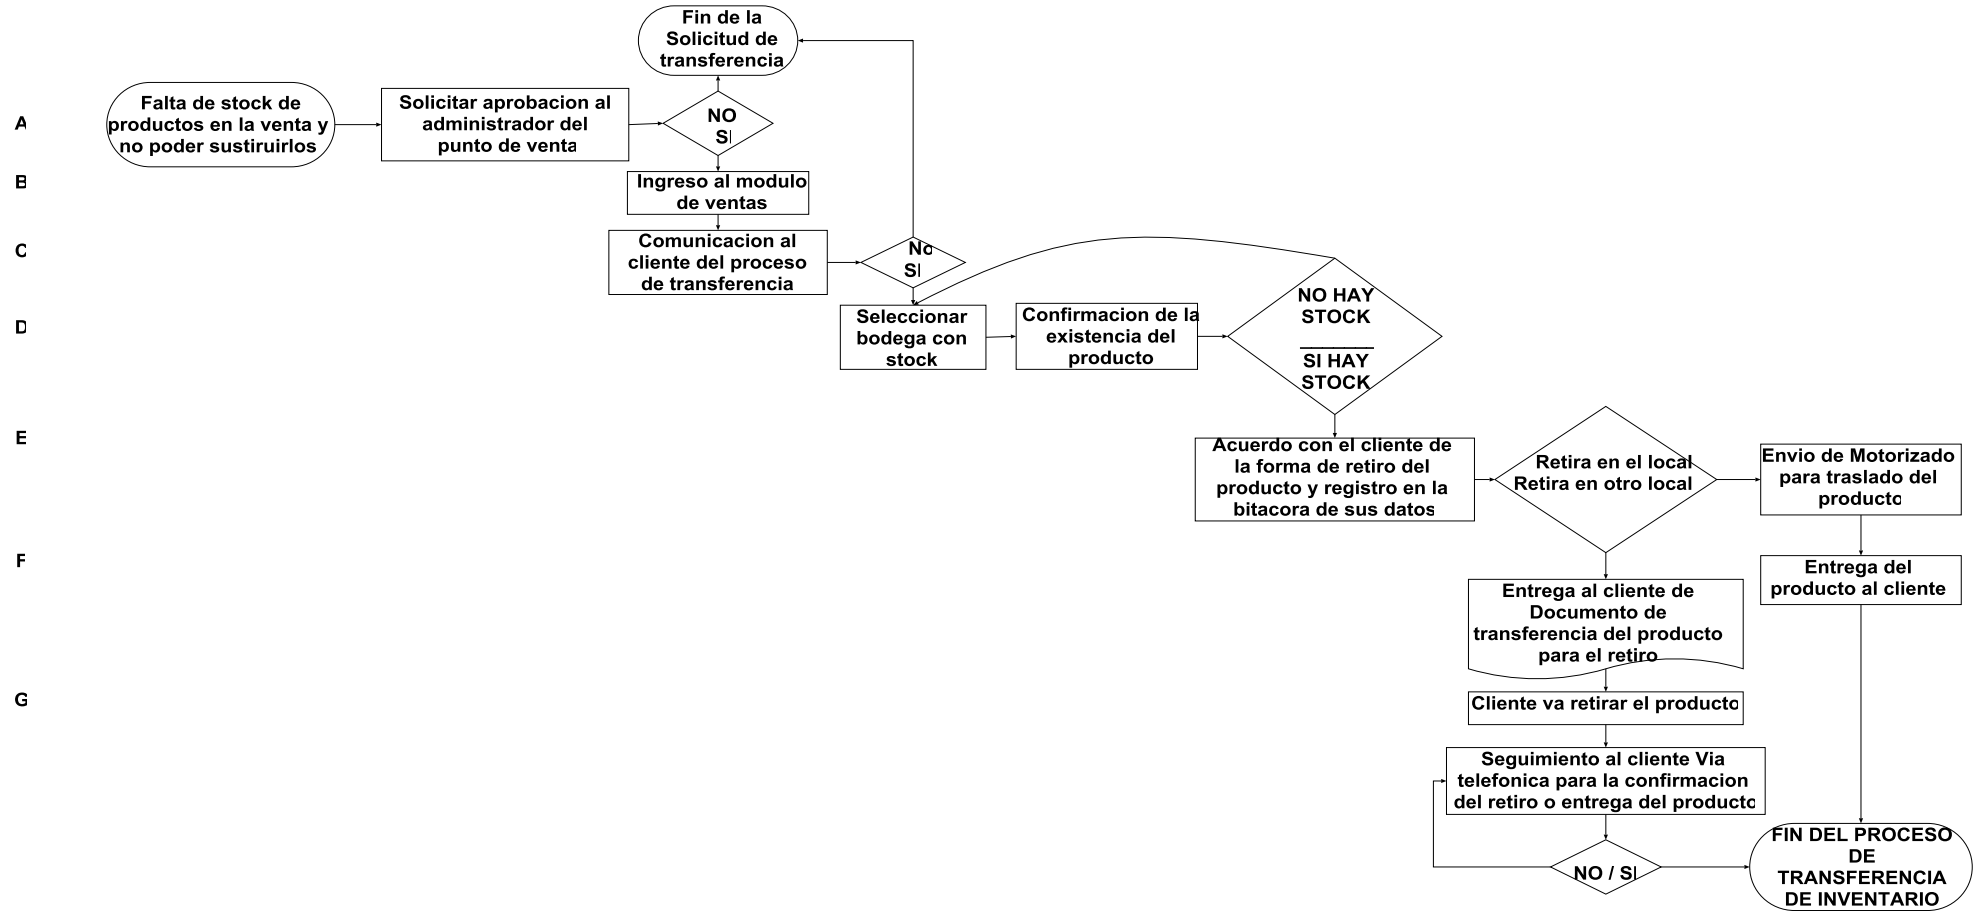 Fin de la
Solicitud de
transferencia
A
Falta de stock de
productos en la venta y
no poder sustiruirlos
Solicitar aprobacion al
administrador del
punto de venta
NO
SI
B
Ingreso al modulo
de ventas
C
Comunicacion al
cliente del proceso
de transferencia
No
SI
D
Seleccionar
bodega con
stock
Confirmacion de la
existencia del
producto
NO HAY
STOCK
_______
SI HAY
STOCK
E
Acuerdo con el cliente de
la forma de retiro del
producto y registro en la
bitacora de sus datos
Retira en el local
Retira en otro local
Envio de Motorizado
para traslado del
producto
F
Entrega del
producto al cliente
Entrega al cliente de
Documento de
transferencia del producto
para el retiro
G
Cliente va retirar el producto
Seguimiento al cliente Via
telefonica para la confirmacion
del retiro o entrega del producto
NO / SI
FIN DEL PROCESO
DE
TRANSFERENCIA
DE INVENTARIO